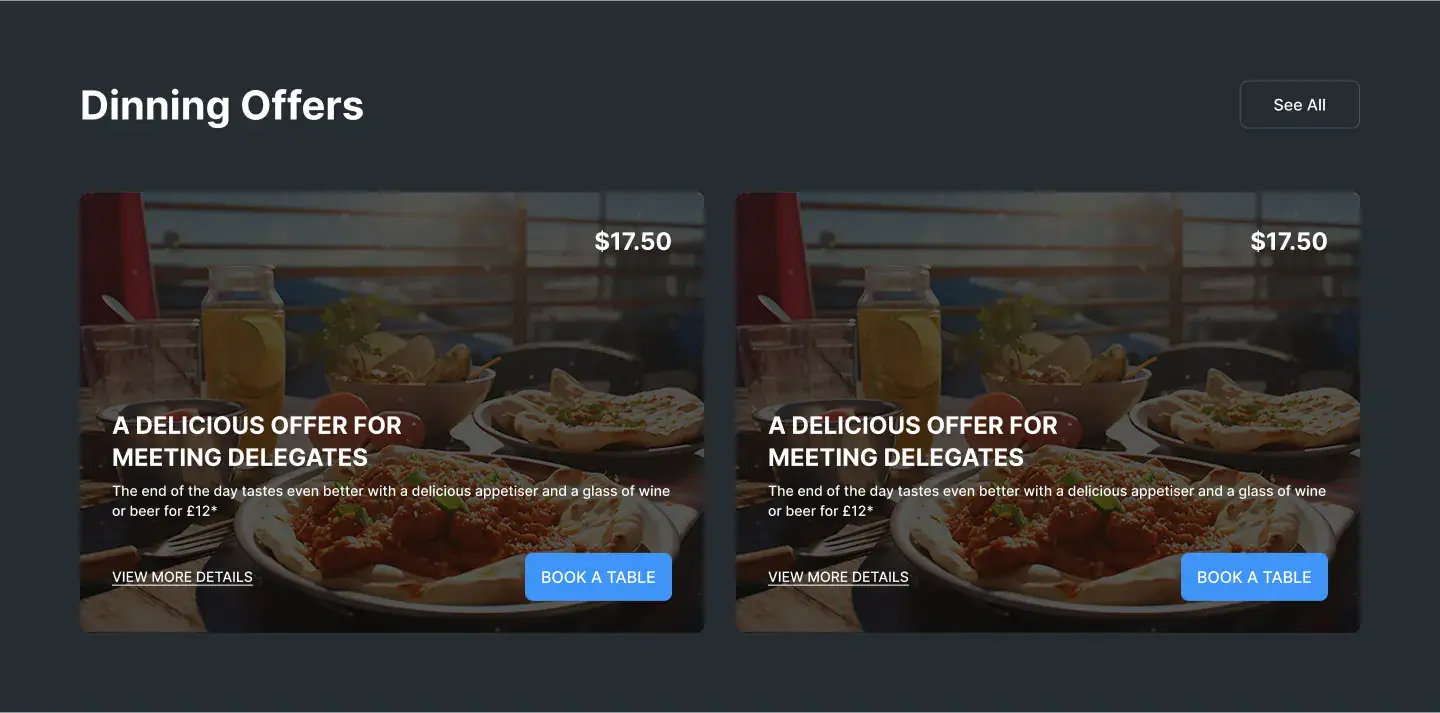 Dinning Offers
See All
$17.50
A DELICIOUS OFFER FOR
MEETING DELEGATES
The end of the day tastes even better with a delicious appetiser and a glass of wine
or beer for £12*
VIEW MORE DETAILS
BOOK A TABLE
$17.50
A DELICIOUS OFFER FOR
MEETING DELEGATES
The end of the day tastes even better with a delicious appetiser and a glass of wine
or beer for £12*
VIEW MORE DETAILS
BOOK A TABLE